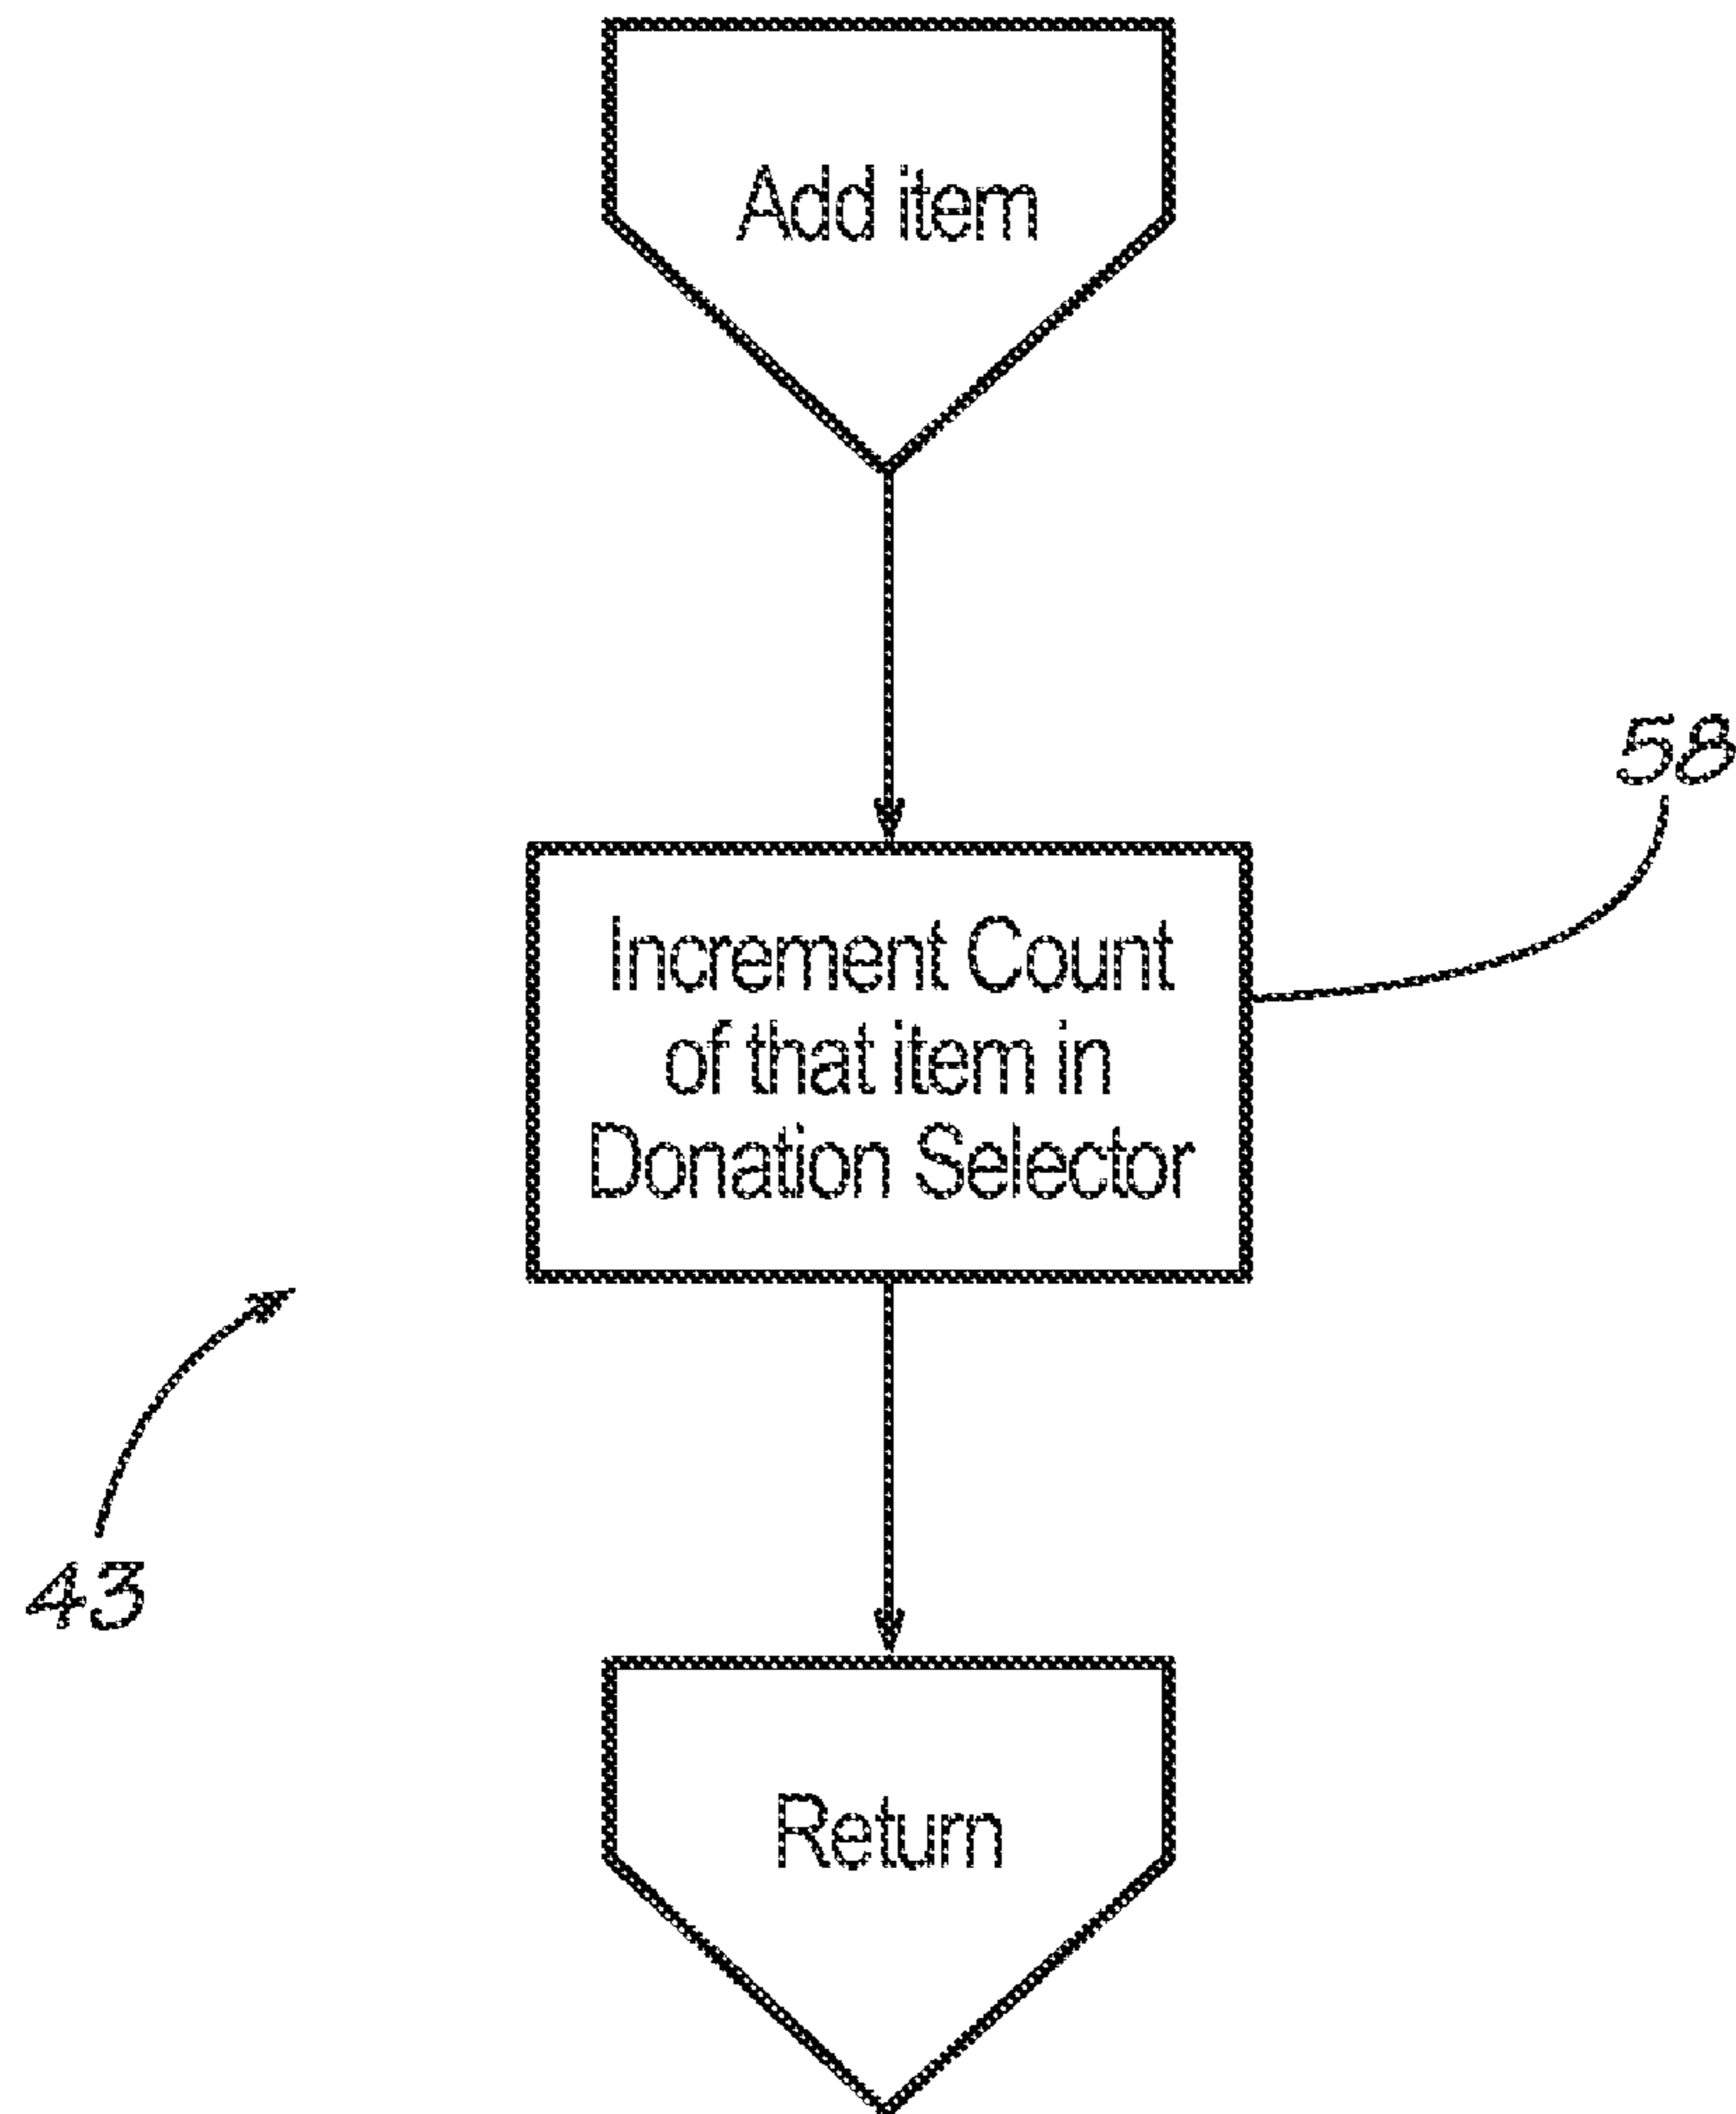 Add item
58
Increment Count
of that item in
Donation Selector
43
Return